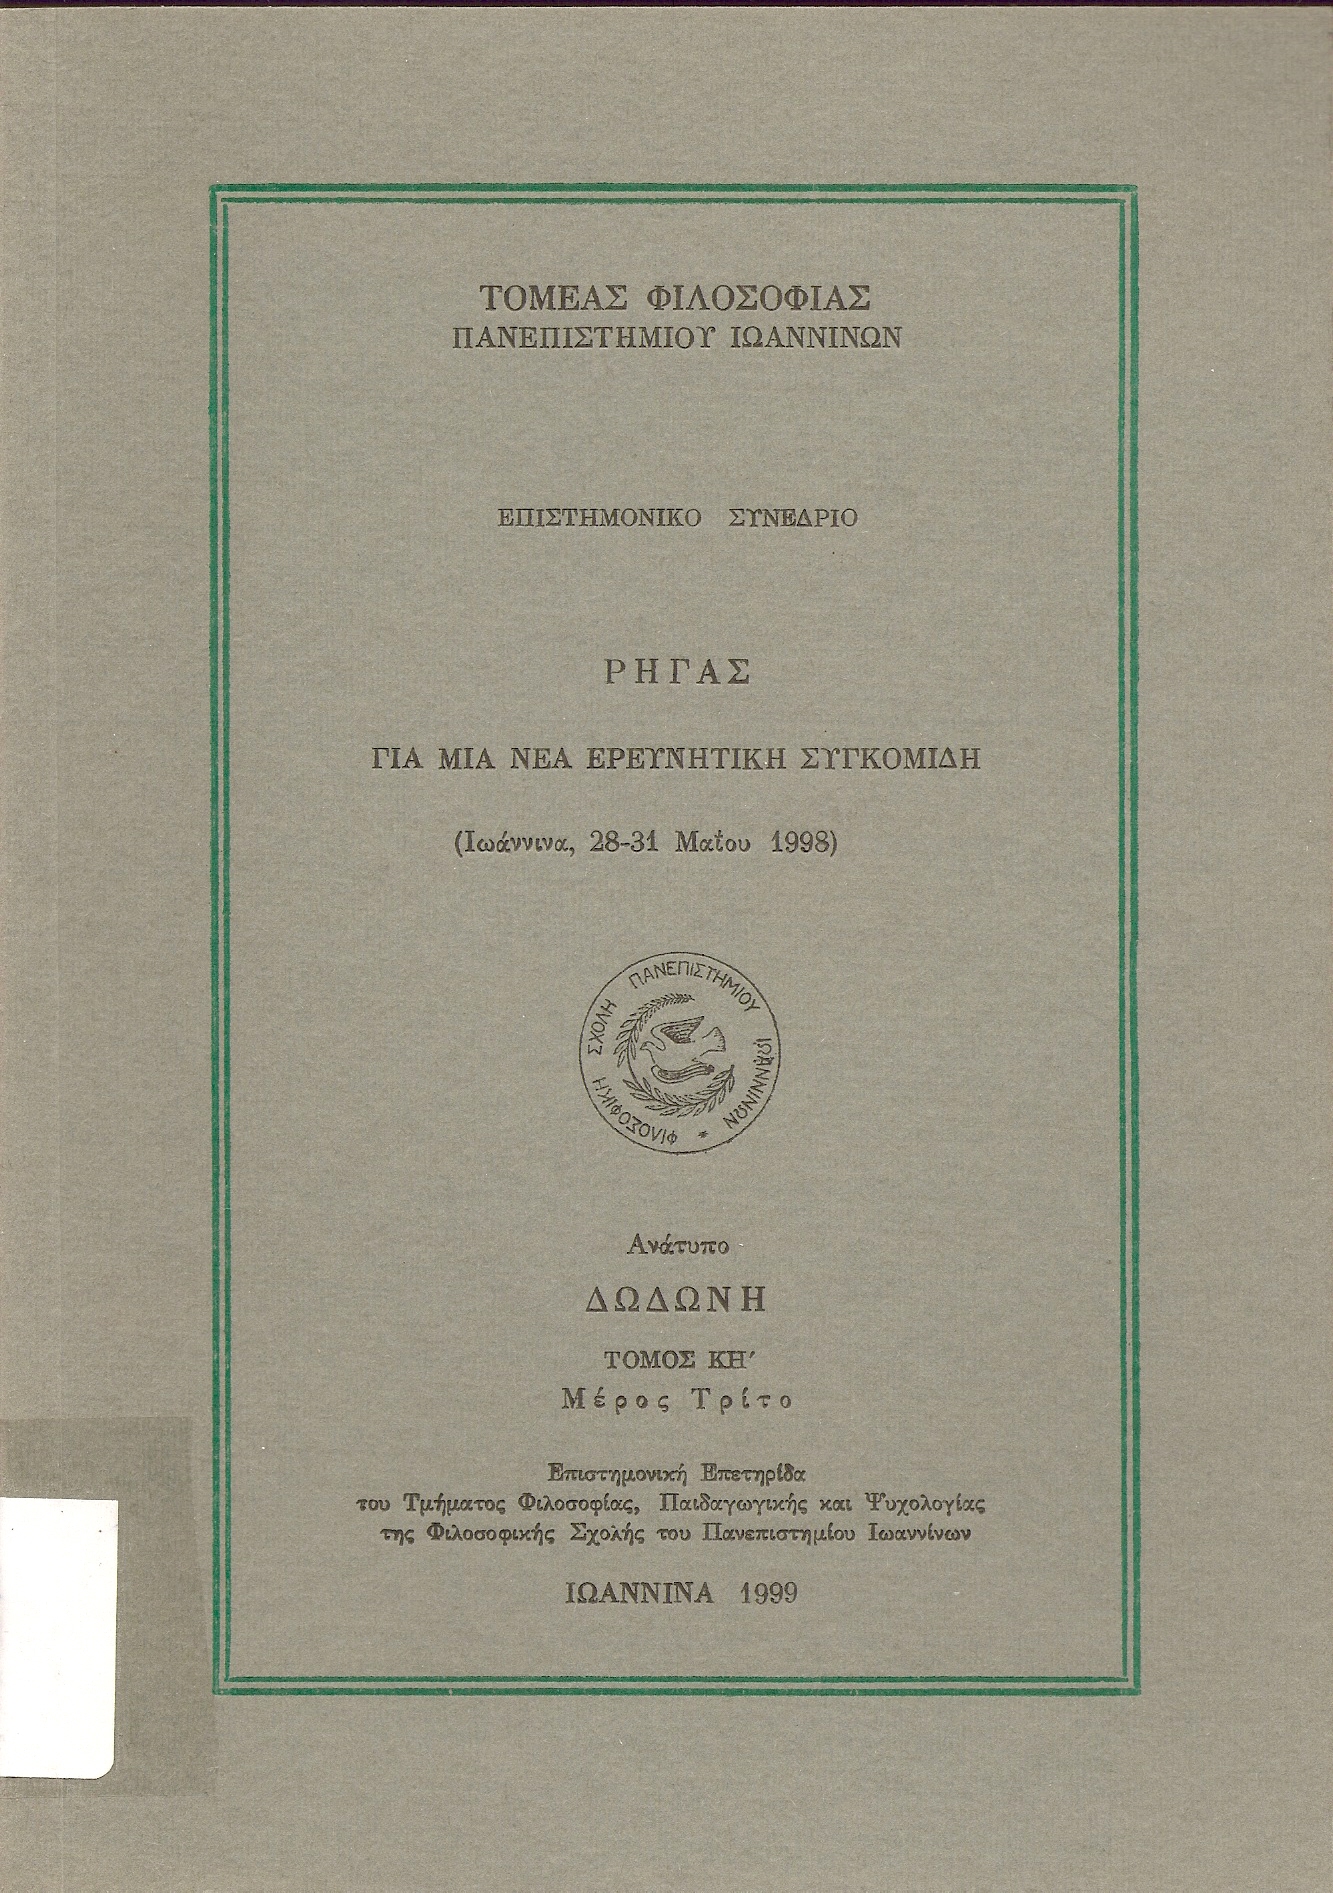 ΤΟΜΕΑΣ ΦΙΛΟΣΟΦΙΑΣ
ΠΑΝΕΠΙΣΤΗΜΙΟΥ ΙΩΑΝΝΙΝΩΝ
ΕΠΙΣΤΗΜΟΝΙΚΟ ΣΥΝΕΔΡΙΟ
ΡΗΓΑΣ
ΓΙΑ ΜΙΑ ΝΕΑ ΕΡΕΥΝΗΤΙΚΗ ΣΥΓΚΟΜΙΔΗ
(Ιωάννινα, 28-31 Μαΐου 1998)
ΦΙΛΟΣΟΦΙΚΗ ΣΧΟΛΗ ΠΑΝΕΠΙΣΤΗΜΙΟΥ ΙΩΑΝΝΙΝΩΝ *
Ανάτυπο
ΔΩΔΩΝΗ
ΤΟΜΟΣ ΚΗ΄
Μέρος Τρίτο
Επιστημονική Επετηρίδα
του Τμήματος Φιλοσοφίας, Παιδαγωγικής και Ψυχολογίας
της Φιλοσοφικής Σχολής του Πανεπιστημίου Ιωαννίνων
ΙΩΑΝΝΙΝΑ 1999